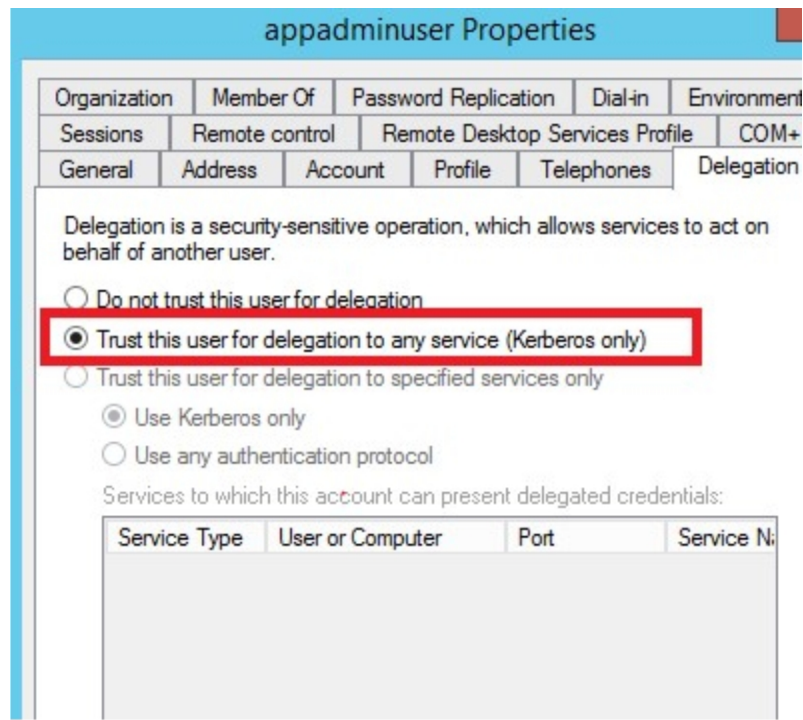 appadminuser Properties
Organization Member Of Password Replication Dial-in Environment
Sessions Remote control Remote Desktop Services Profile COM+
General Address Account Profile Telephones Delegation
Delegation is a security-sensitive operation, which allows services to act on
behalf of another user.
Do not trust this user for delegation
Trust this user for delegation to any service (Kerberos only)
Trust this user for delegation to specified services only
Use Kerberos only
Use any authentication protocol
Services to which this account can present delegated credentials:
Service Type User or Computer Port Service